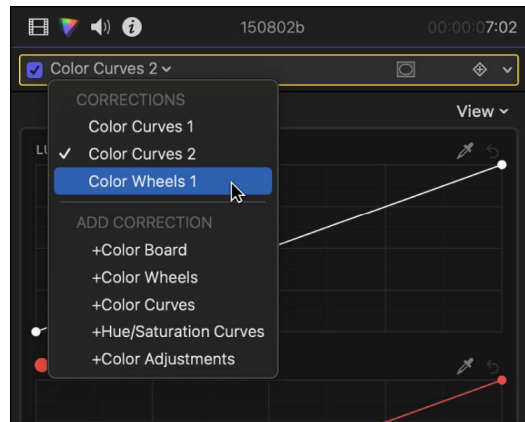 150802b
00:00:07:02
Color Curves 2
CORRECTIONS
View
Color Curves 1
LU
✓ Color Curves 2
Color Wheels 1
ADD CORRECTION
+Color Board
+Color Wheels
+Color Curves
+Hue/Saturation Curves
+Color Adjustments